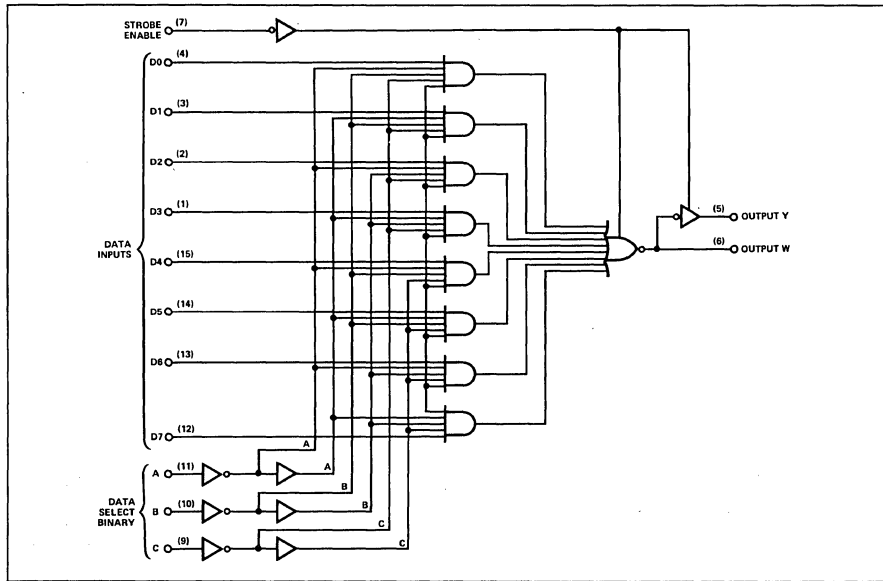 STROBE
ENABLE
(7)
D0 (4)
D1 (3)
D2 (2)
D3 (1)
DATA
INPUTS
D4 (15)
D5 (14)
D6 (13)
D7 (12)
(5) OUTPUT Y
(6) OUTPUT W
DATA
SELECT
BINARY
A (11)
B (10)
C (9)
A
A
B
B
C
C